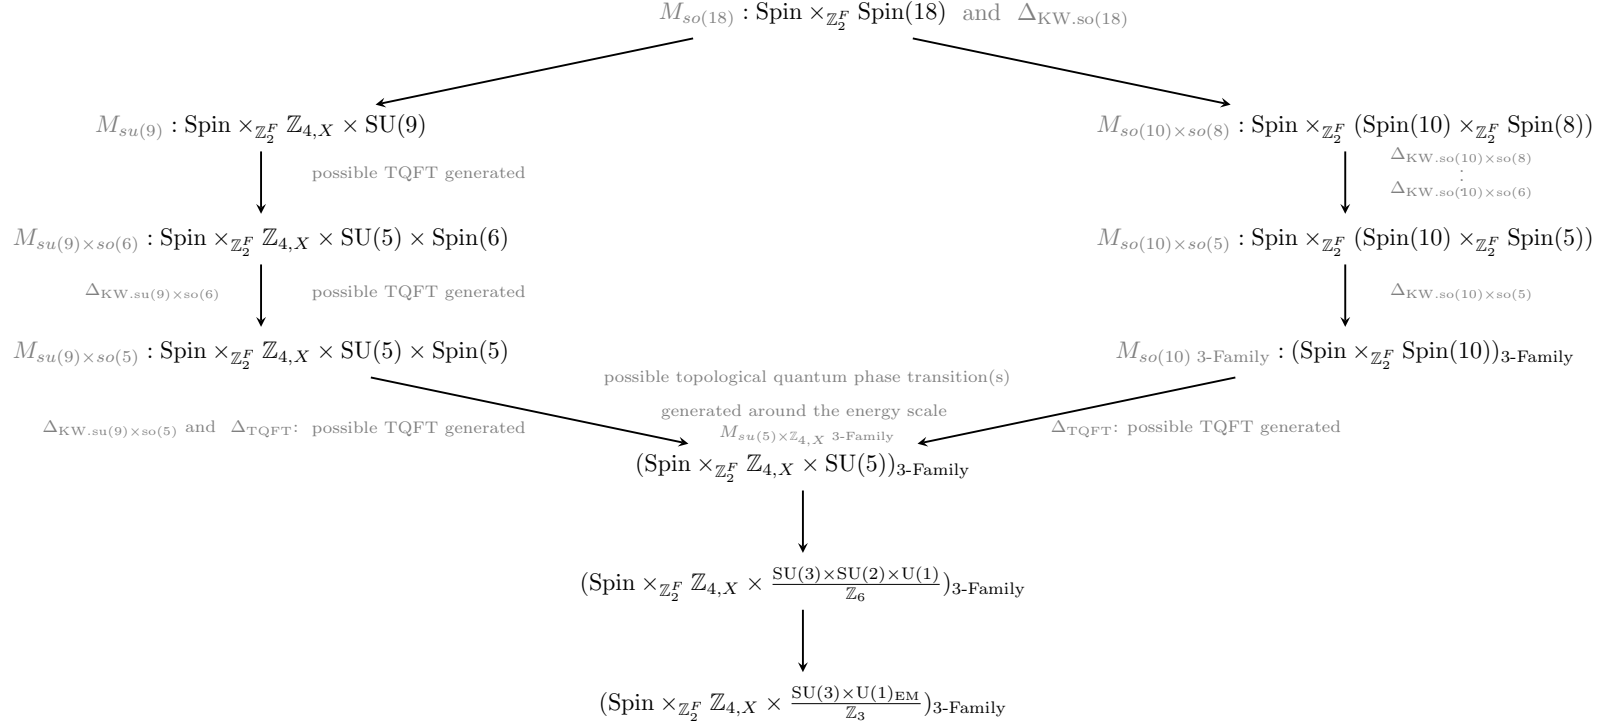 M_{so(18)} : Spin ×_{ℤ_2^F} Spin(18) and Δ_{KW.so(18)}
M_{su(9)} : Spin ×_{ℤ_2^F} ℤ_{4,X} × SU(9)
M_{so(10)×so(8)} : Spin ×_{ℤ_2^F} (Spin(10) ×_{ℤ_2^F} Spin(8))
possible TQFT generated
Δ_{KW.so(10)×so(8)}
⋮
Δ_{KW.so(10)×so(6)}
M_{su(9)×so(6)} : Spin ×_{ℤ_2^F} ℤ_{4,X} × SU(5) × Spin(6)
M_{so(10)×so(5)} : Spin ×_{ℤ_2^F} (Spin(10) ×_{ℤ_2^F} Spin(5))
Δ_{KW.su(9)×so(6)} possible TQFT generated
Δ_{KW.so(10)×so(5)}
M_{su(9)×so(5)} : Spin ×_{ℤ_2^F} ℤ_{4,X} × SU(5) × Spin(5)
M_{so(10) 3-Family} : (Spin ×_{ℤ_2^F} Spin(10))_{3-Family}
possible topological quantum phase transition(s)
generated around the energy scale
M_{su(5)×ℤ_{4,X} 3-Family}
Δ_{KW.su(9)×so(5)} and Δ_{TQFT}: possible TQFT generated
Δ_{TQFT}: possible TQFT generated
(Spin ×_{ℤ_2^F} ℤ_{4,X} × SU(5))_{3-Family}
(Spin ×_{ℤ_2^F} ℤ_{4,X} × \frac{SU(3)×SU(2)×U(1)}{ℤ_6})_{3-Family}
(Spin ×_{ℤ_2^F} ℤ_{4,X} × \frac{SU(3)×U(1)_{EM}}{ℤ_3})_{3-Family}